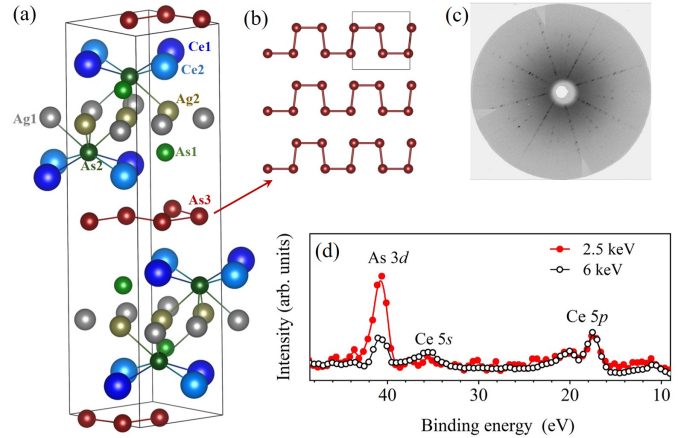 (a)
(b)
(c)
Ce1
Ce2
Ag2
Ag1
As1
As2
As3
(d)
2.5 keV
6 keV
As 3d
Ce 5s
Ce 5p
Intensity (arb. units)
40 30 20 10
Binding energy (eV)